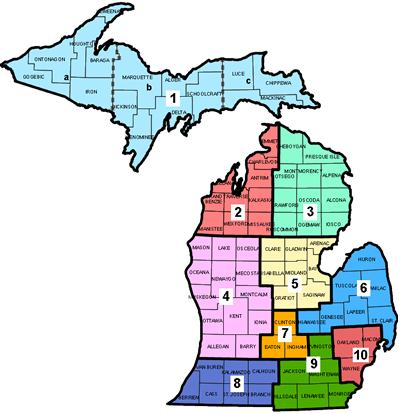 KEWEENAW
HOUGHTON
ONTONAGON
BARAGA
GOGEBIC
a
IRON
MARQUETTE
ALGER
b
1
LUCE
c
CHIPPEWA
SCHOOLCRAFT
MACKINAC
DICKINSON
DELTA
MENOMINEE
EMMET
CHEBOYGAN
PRESQUE ISLE
CHARLEVOIX
ANTRIM
OTSEGO
MONTMORENCY
ALPENA
BENZIE
KALKASKA
CRAWFORD
OSCODA
ALCONA
2
3
MANISTEE
WEXFORD
MISSAUKEE
ROSCOMMON
OGEMAW
IOSCO
MASON
LAKE
OSCEOLA
CLARE
GLADWIN
ARENAC
OCEANA
NEWAYGO
MECOSTA
ISABELLA
MIDLAND
BAY
HURON
5
6
4
MUSKEGON
MONTCALM
GRATIOT
SAGINAW
TUSCOLA
SANILAC
OTTAWA
KENT
IONIA
CLINTON
SHIAWASSEE
GENESEE
LAPEER
ST. CLAIR
7
ALLEGAN
BARRY
EATON
INGHAM
LIVINGSTON
OAKLAND
MACOMB
10
VAN BUREN
KALAMAZOO
CALHOUN
JACKSON
WASHTENAW
WAYNE
9
8
BERRIEN
CASS
ST. JOSEPH
BRANCH
HILLSDALE
LENAWEE
MONROE